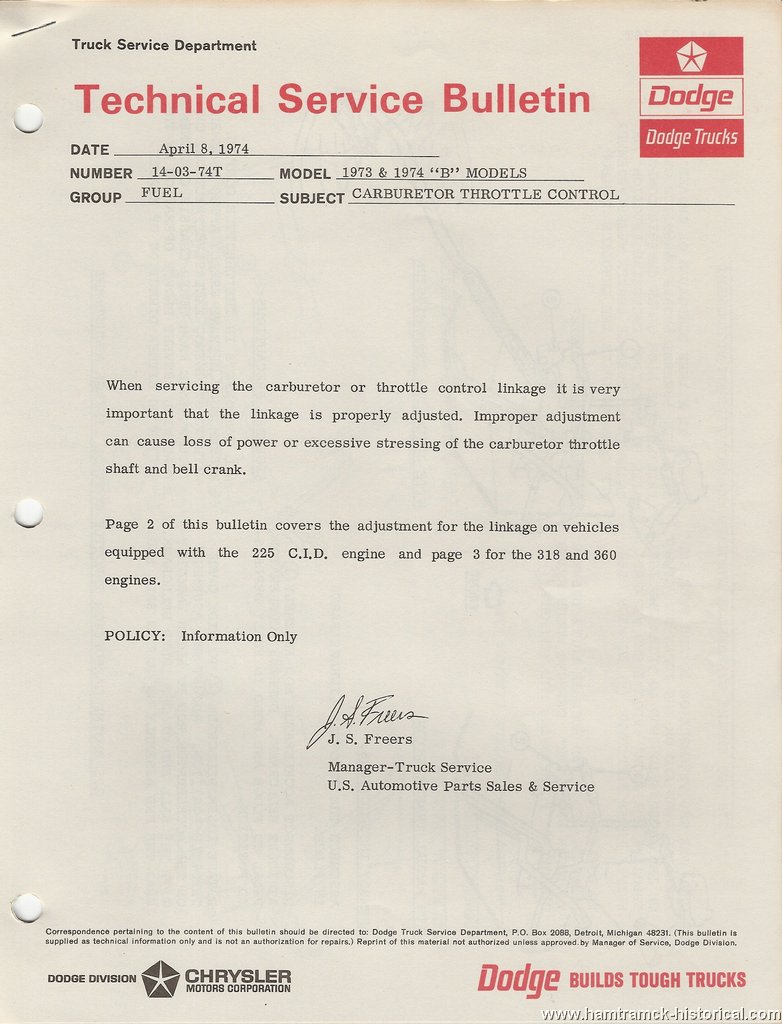 Truck Service Department
Technical Service Bulletin
Dodge
Dodge Trucks
DATE April 8, 1974
NUMBER 14-03-74T MODEL 1973 & 1974 "B" MODELS
GROUP FUEL SUBJECT CARBURETOR THROTTLE CONTROL
When servicing the carburetor or throttle control linkage it is very
important that the linkage is properly adjusted. Improper adjustment
can cause loss of power or excessive stressing of the carburetor throttle
shaft and bell crank.
Page 2 of this bulletin covers the adjustment for the linkage on vehicles
equipped with the 225 C.I.D. engine and page 3 for the 318 and 360
engines.
POLICY: Information Only
J. S. Freers
J. S. Freers
Manager-Truck Service
U.S. Automotive Parts Sales & Service
Correspondence pertaining to the content of this bulletin should be directed to: Dodge Truck Service Department, P.O. Box 2088, Detroit, Michigan 48231. (This bulletin is
supplied as technical information only and is not an authorization for repairs.) Reprint of this material not authorized unless approved by Manager of Service, Dodge Division.
DODGE DIVISION CHRYSLER
MOTORS CORPORATION
Dodge BUILDS TOUGH TRUCKS
www.hamtramck-historical.com